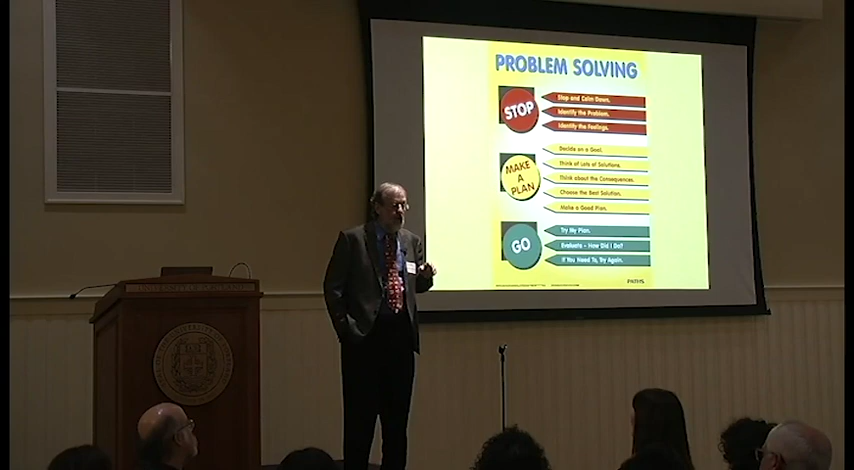 PROBLEM SOLVING
STOP
Stop and Calm Down.
Identify the Problem.
Identify the Feelings.
MAKE
A
PLAN
Decide on a Goal.
Think of Lots of Solutions.
Think about the Consequences.
Choose the Best Solution.
Make a Good Plan.
GO
Try My Plan.
Evaluate - How Did I Do?
If You Need To, Try Again.
PATHS
UNIVERSITY OF